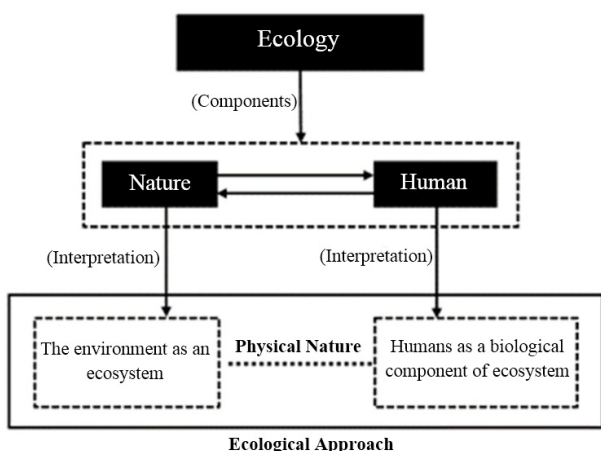 Ecology
(Components)
Nature
Human
(Interpretation)
(Interpretation)
The environment as an
ecosystem
Physical Nature
Humans as a biological
component of ecosystem
Ecological Approach